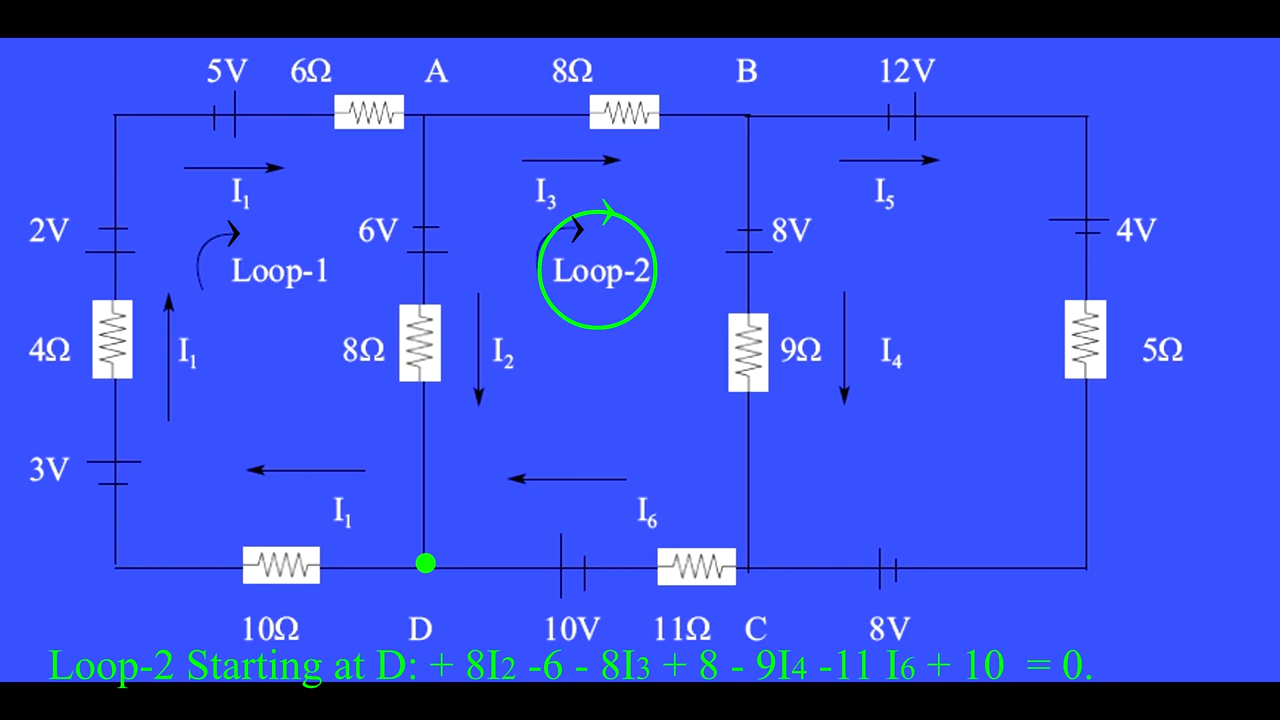 5V 6Ω A 8Ω B 12V
I1 I3 I5
2V 6V 8V 4V
Loop-1 Loop-2
4Ω I1 8Ω I2 9Ω I4 5Ω
3V
I1 I6
10Ω D 10V 11Ω C 8V
Loop-2 Starting at D: + 8I2 -6 - 8I3 + 8 - 9I4 -11 I6 + 10 = 0.